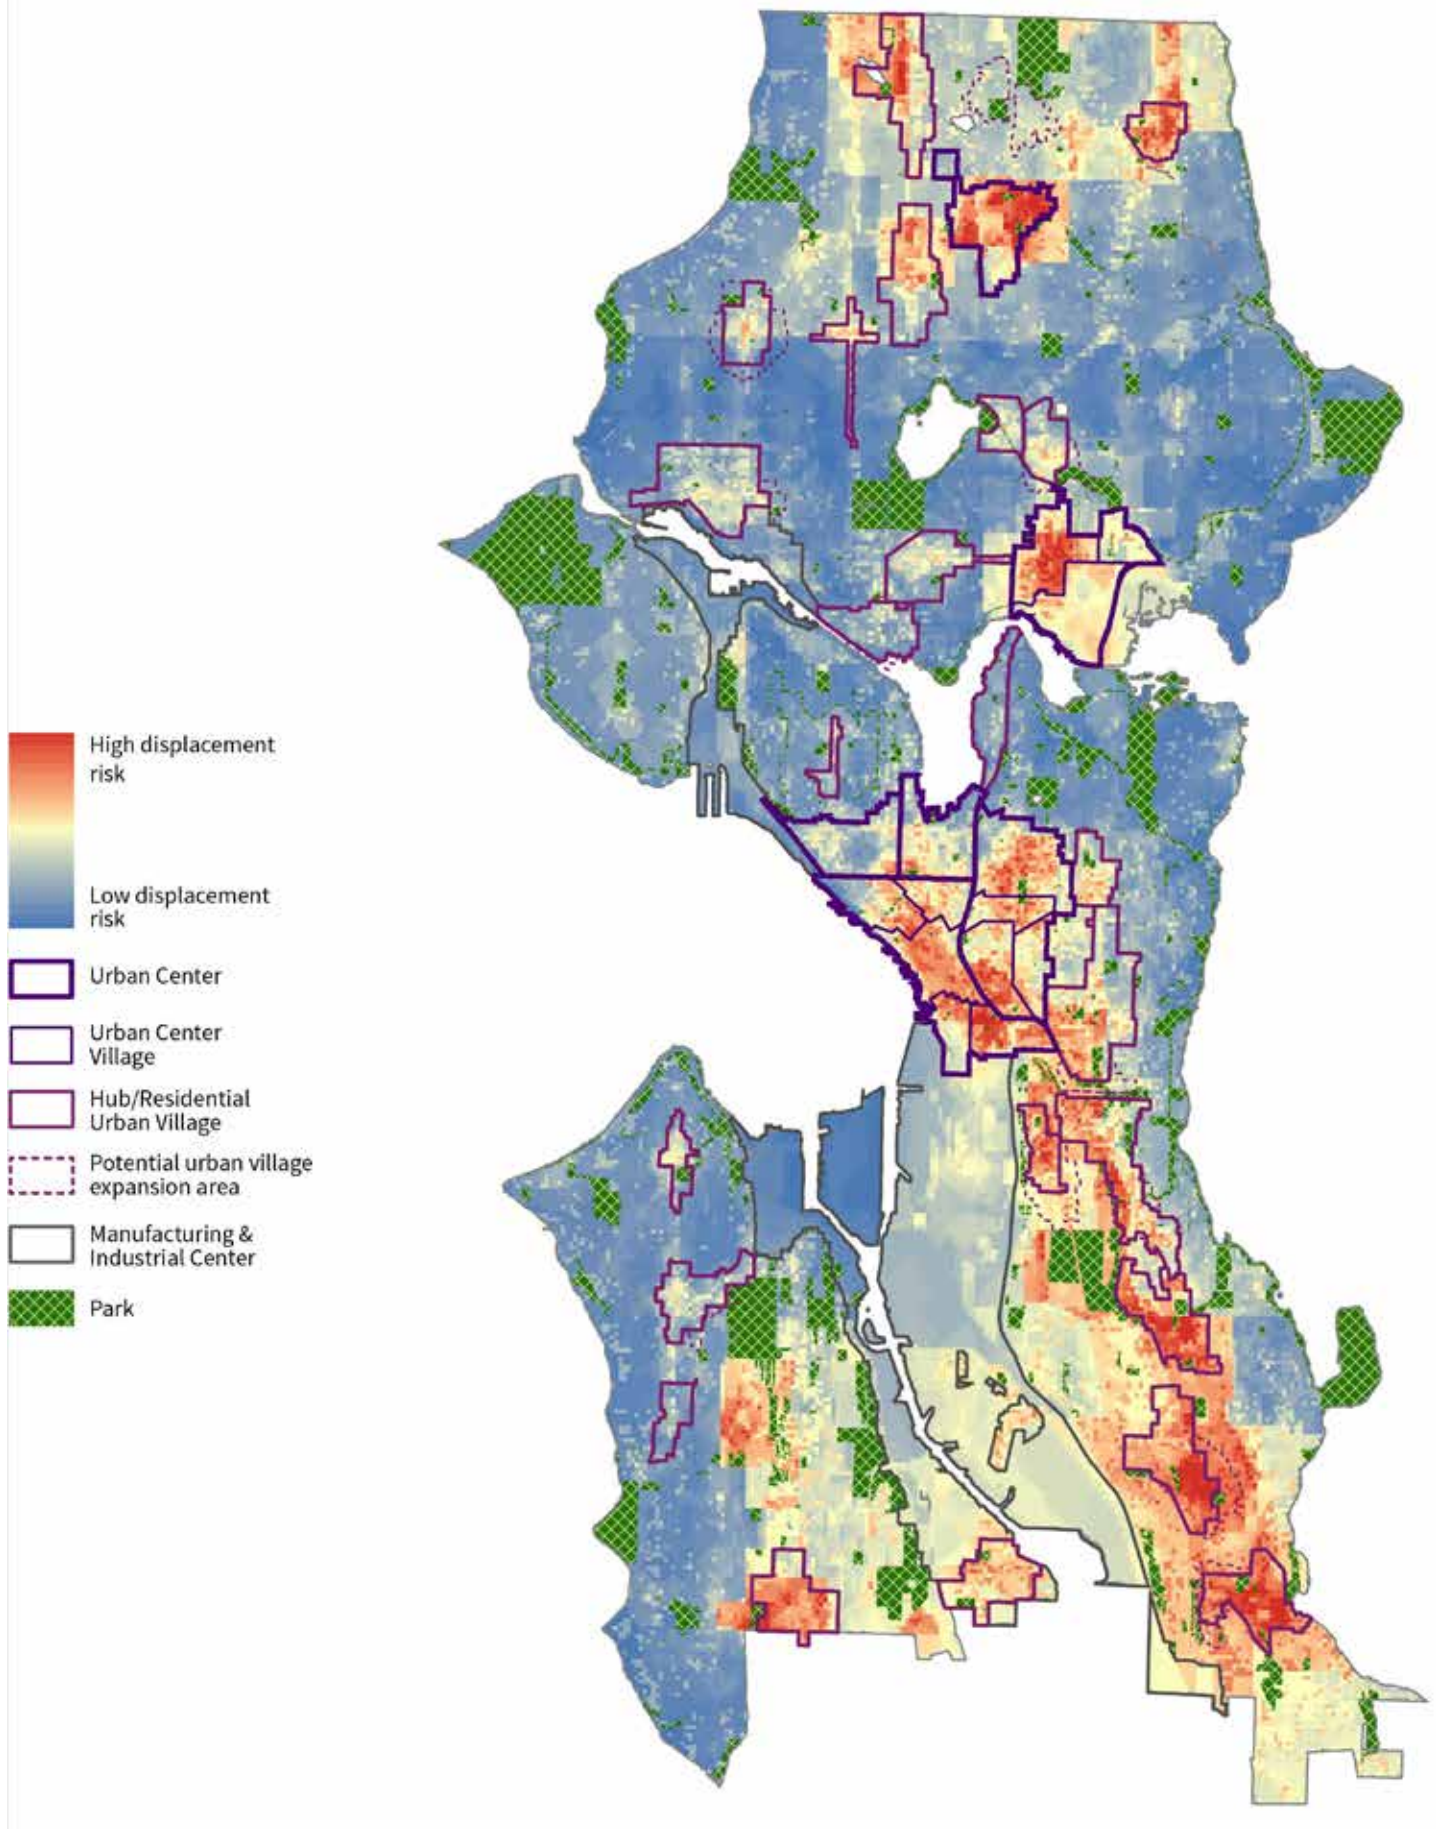 High displacement
risk
Low displacement
risk
Urban Center
Urban Center
Village
Hub/Residential
Urban Village
Potential urban village
expansion area
Manufacturing &
Industrial Center
Park